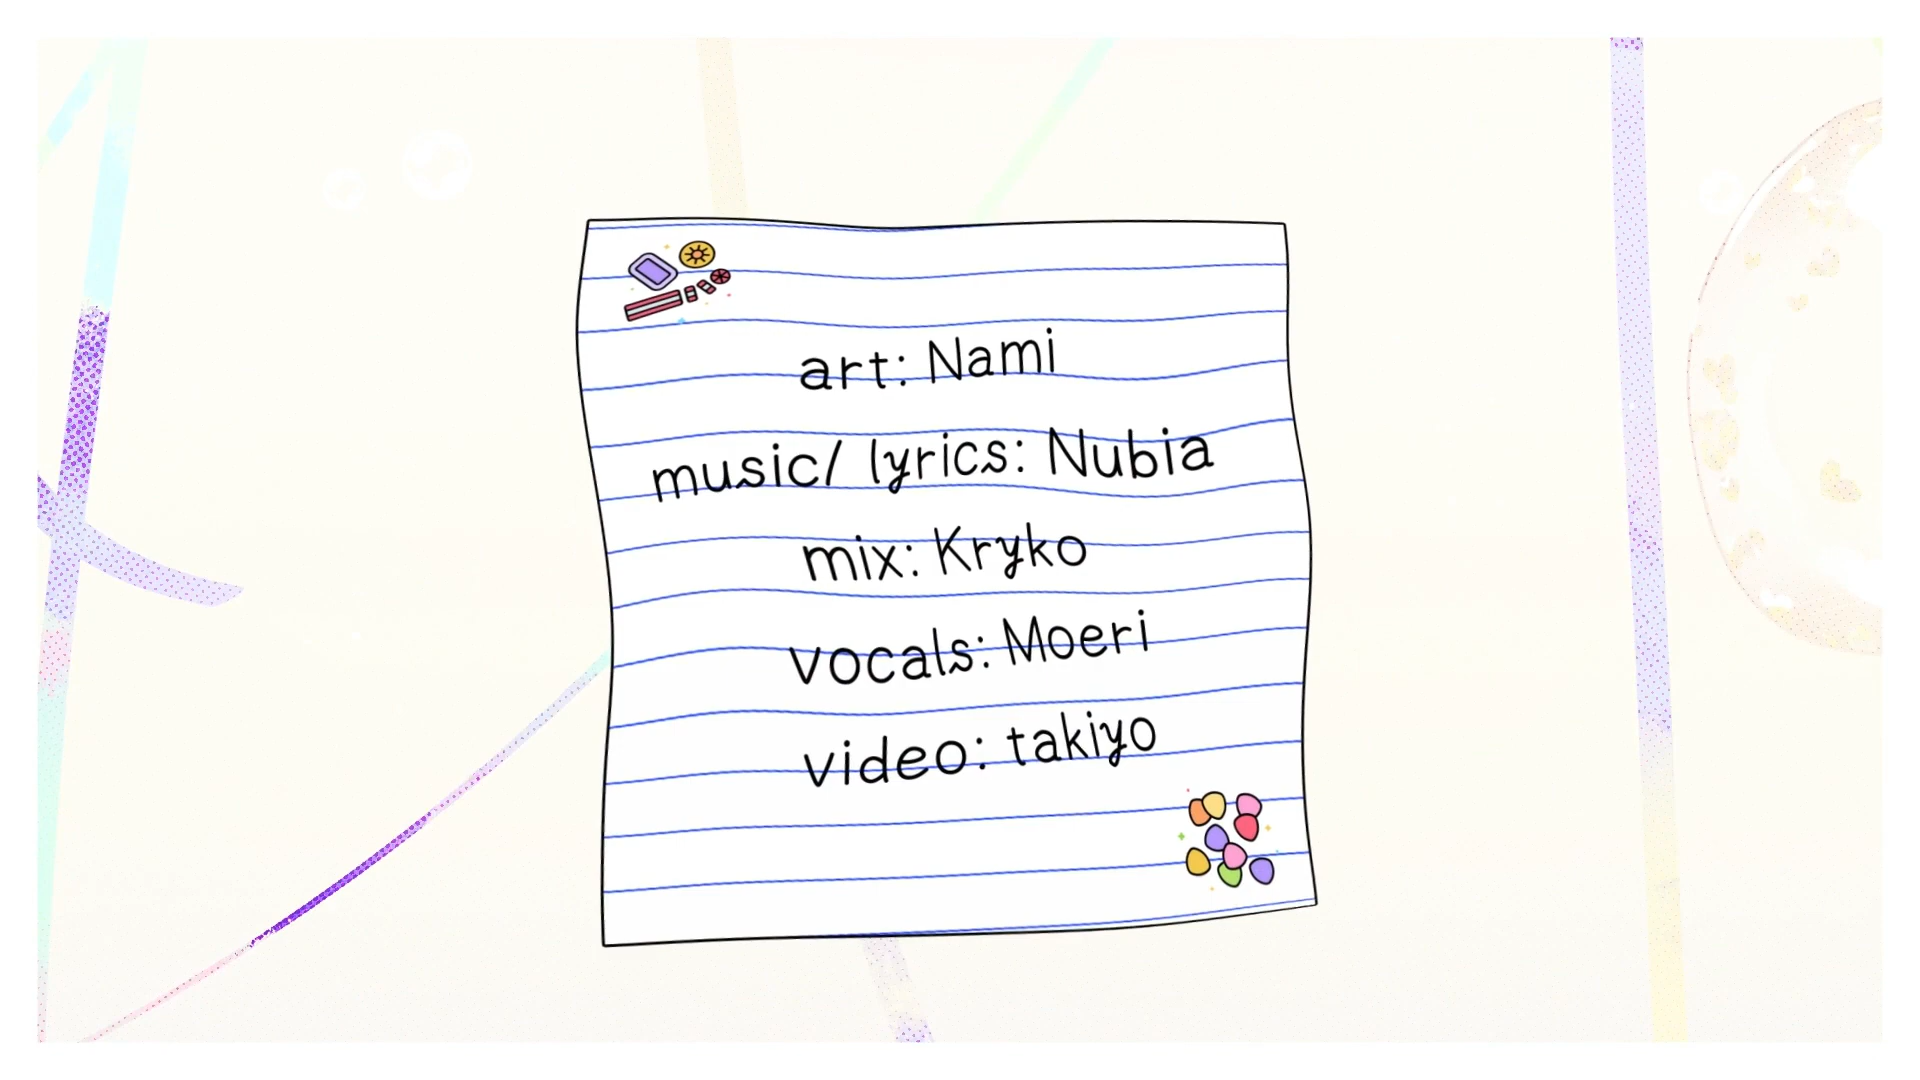 art: Nami
music/ lyrics: Nubia
mix: Kryko
vocals: Moeri
video: takiyo